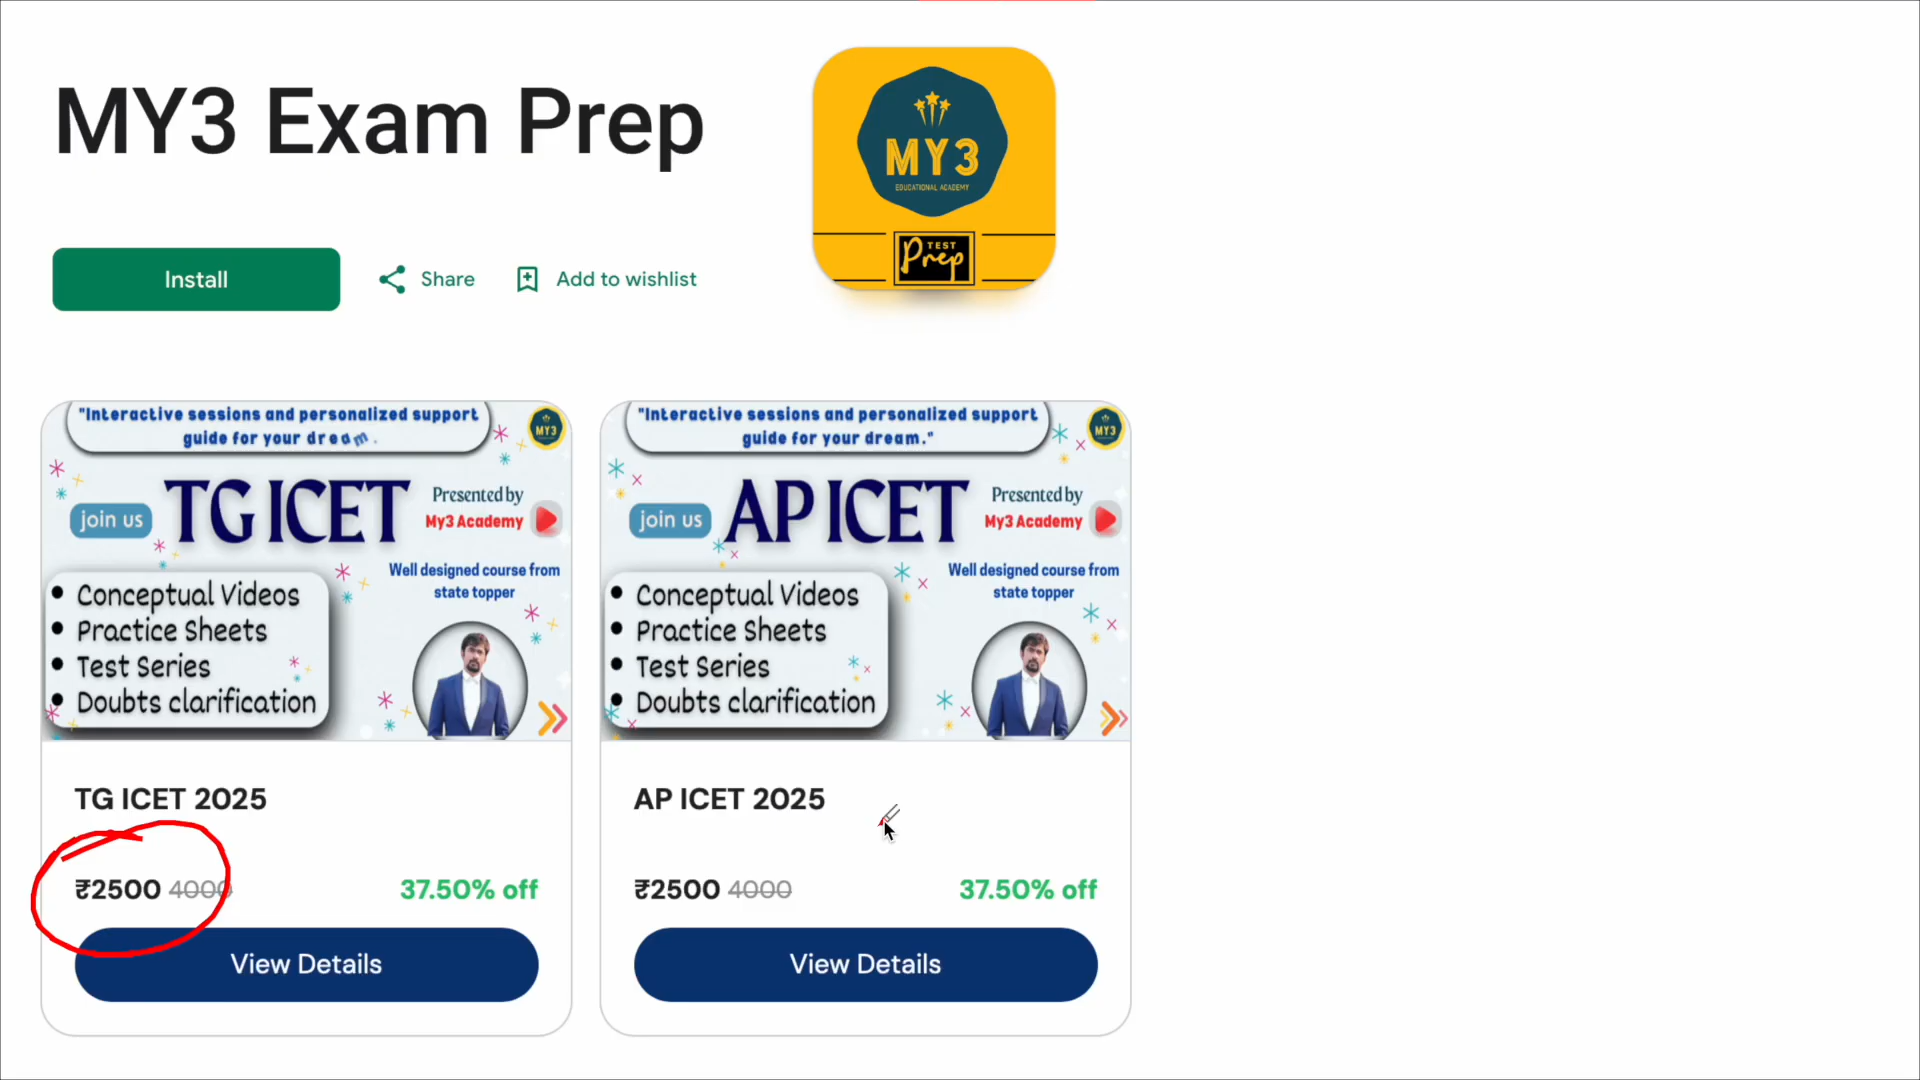 MY3 Exam Prep
MY3
EDUCATIONAL ACADEMY
TEST
Prep
Install
Share
Add to wishlist
"Interactive sessions and personalized support
guide for your dream.
MY3
join us
TG ICET
Presented by
My3 Academy
Well designed course from
state topper
• Conceptual Videos
• Practice Sheets
• Test Series
• Doubts clarification
TG ICET 2025
₹2500 4000
37.50% off
View Details
"Interactive sessions and personalized support
guide for your dream."
MY3
join us
AP ICET
Presented by
My3 Academy
Well designed course from
state topper
• Conceptual Videos
• Practice Sheets
• Test Series
• Doubts clarification
AP ICET 2025
₹2500 4000
37.50% off
View Details